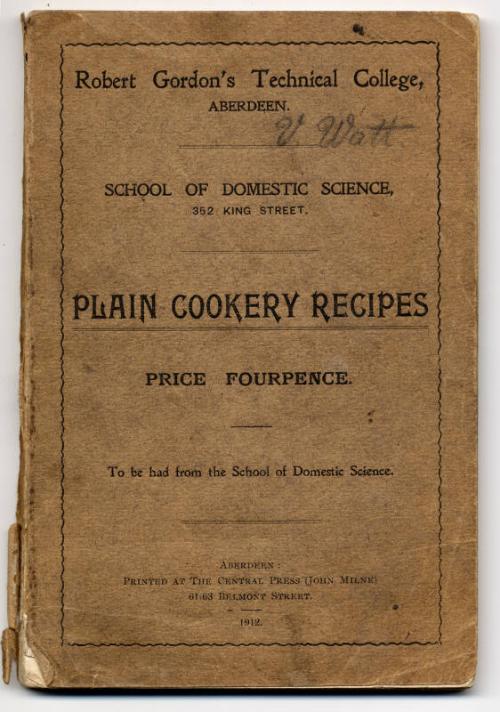 Robert Gordon's Technical College,
ABERDEEN.
V. Watt.
SCHOOL OF DOMESTIC SCIENCE,
352 KING STREET.
PLAIN COOKERY RECIPES
PRICE FOURPENCE.
To be had from the School of Domestic Science.
ABERDEEN:
PRINTED AT THE CENTRAL PRESS (JOHN MILNE)
61-63 BELMONT STREET.
1912.